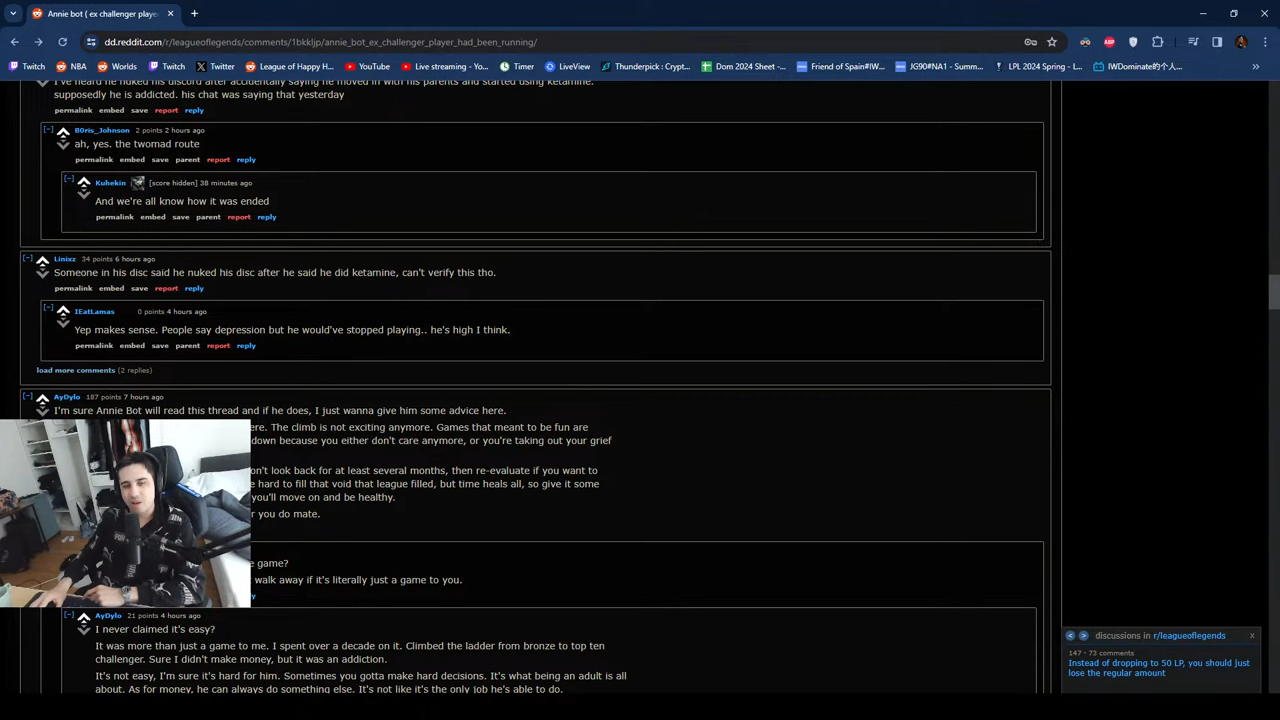 Annie bot ( ex challenger playe
dd.reddit.com/r/leagueoflegends/comments/1bkkljp/annie_bot_ex_challenger_player_had_been_running/
Twitch NBA Worlds Twitch Twitter League of Happy H... YouTube Live streaming - Yo... Timer LiveView Thunderpick : Crypt... Dom 2024 Sheet -... Friend of Spain#IW... JG90#NA1 - Summ... LPL 2024 Spring - L... IWDominate的个人...
I've heard he nuked his discord after accidentally saying he moved in with his parents and started using ketamine.
supposedly he is addicted. his chat was saying that yesterday
permalink embed save report reply
[-] B0ris_Johnson 2 points 2 hours ago
ah, yes. the twomad route
permalink embed save parent report reply
[-] Kuhekin [score hidden] 38 minutes ago
And we're all know how it was ended
permalink embed save parent report reply
[-] Linixz 34 points 6 hours ago
Someone in his disc said he nuked his disc after he said he did ketamine, can't verify this tho.
permalink embed save report reply
[-] IEatLamas 0 points 4 hours ago
Yep makes sense. People say depression but he would've stopped playing.. he's high I think.
permalink embed save parent report reply
load more comments (2 replies)
[-] AyDylo 187 points 7 hours ago
I'm sure Annie Bot will read this thread and if he does, I just wanna give him some advice here.
ere. The climb is not exciting anymore. Games that meant to be fun are
down because you either don't care anymore, or you're taking out your grief
on't look back for at least several months, then re-evaluate if you want to
e hard to fill that void that league filled, but time heals all, so give it some
you'll move on and be healthy.
r you do mate.
e game?
walk away if it's literally just a game to you.
y
[-] AyDylo 21 points 4 hours ago
I never claimed it's easy?
It was more than just a game to me. I spent over a decade on it. Climbed the ladder from bronze to top ten
challenger. Sure I didn't make money, but it was an addiction.
It's not easy, I'm sure it's hard for him. Sometimes you gotta make hard decisions. It's what being an adult is all
about. As for money, he can always do something else. It's not like it's the only job he's able to do.
discussions in r/leagueoflegends X
147 · 73 comments
Instead of dropping to 50 LP, you should just
lose the regular amount